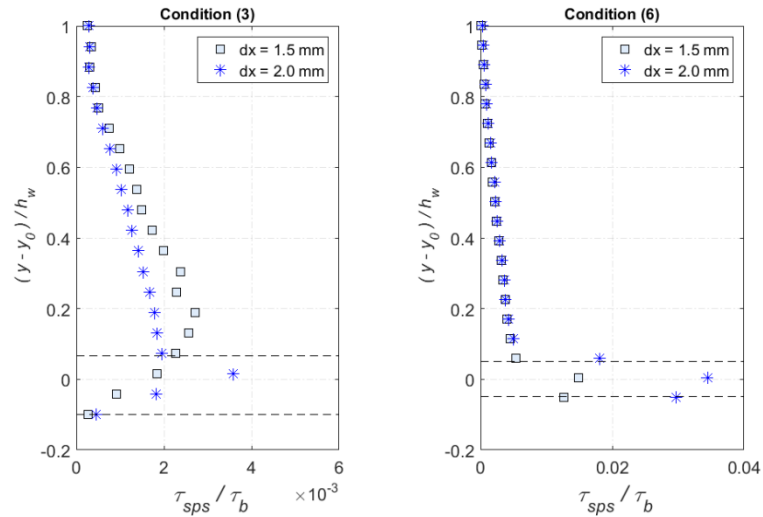 Condition (3)
dx = 1.5 mm
dx = 2.0 mm
1
0.8
0.6
0.4
0.2
0
-0.2
(y - y0) / hw
0
2
4
6
× 10-3
τsps / τb
Condition (6)
dx = 1.5 mm
dx = 2.0 mm
1
0.8
0.6
0.4
0.2
0
-0.2
(y - y0) / hw
0
0.02
0.04
τsps / τb